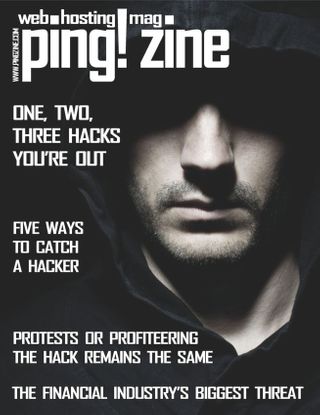 web hosting mag
ping! zine
WWW.PINGZINE.COM
ONE, TWO,
THREE HACKS
YOU'RE OUT
FIVE WAYS
TO CATCH
A HACKER
PROTESTS OR PROFITEERING
THE HACK REMAINS THE SAME
THE FINANCIAL INDUSTRY'S BIGGEST THREAT